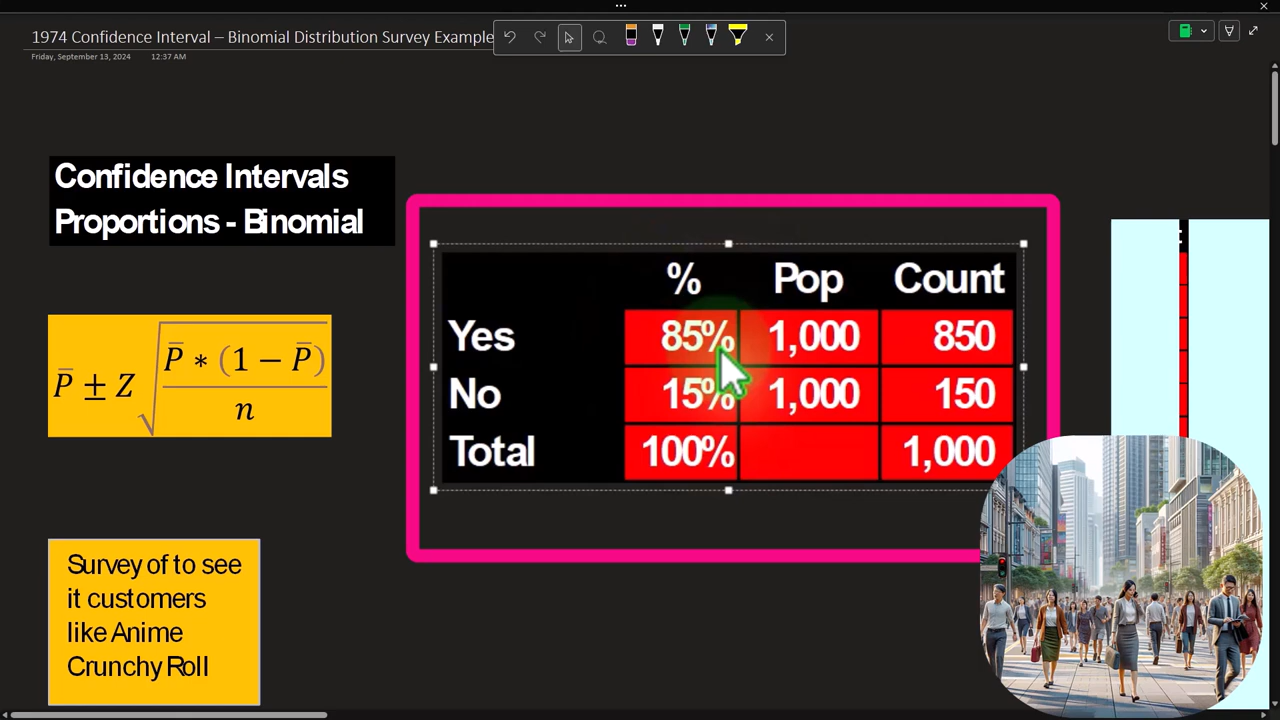 1974 Confidence Interval – Binomial Distribution Survey Example
Friday, September 13, 2024 12:37 AM
Confidence Intervals
Proportions - Binomial
% Pop Count
Yes 85% 1,000 850
No 15% 1,000 150
Total 100% 1,000
P̅ ± Z √(P̅ ∗ (1 − P̅) / n)
Survey of to see
it customers
like Anime
Crunchy Roll